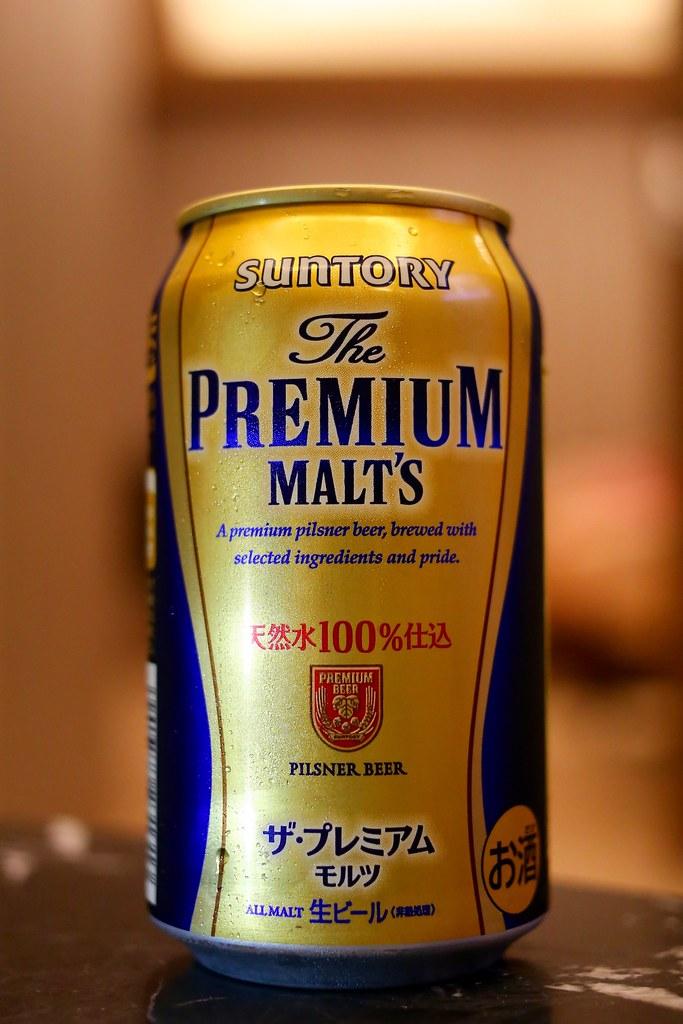 SUNTORY
The
PREMIUM
MALT'S
A premium pilsner beer, brewed with
selected ingredients and pride.
天然水100%仕込
PREMIUM
BEER
SUNTORY
PILSNER BEER
ザ・プレミアム
モルツ
ALL MALT 生ビール(非熱処理)
お酒